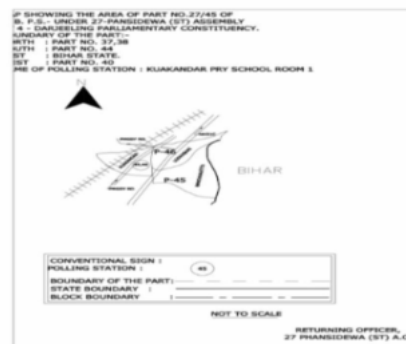 P SHOWING THE AREA OF PART NO.27/45 OF
B. P.S.- UNDER 27-PANSIDEWA (ST) ASSEMBLY
4 - DARJEELING PARLIAMENTARY CONSTITUENCY.
UNDARY OF THE PART:-
RTH : PART NO. 37,38
UTH : PART NO. 44
ST : BIHAR STATE.
EST : PART NO. 40
ME OF POLLING STATION : KUAKANDAR PRY SCHOOL ROOM 1
N
P-46
P-45
BIHAR
CONVENTIONAL SIGN :
POLLING STATION : 45
BOUNDARY OF THE PART:
STATE BOUNDARY :
BLOCK BOUNDARY :
NOT TO SCALE
RETURNING OFFICER,
27 PHANSIDEWA (ST) A.C